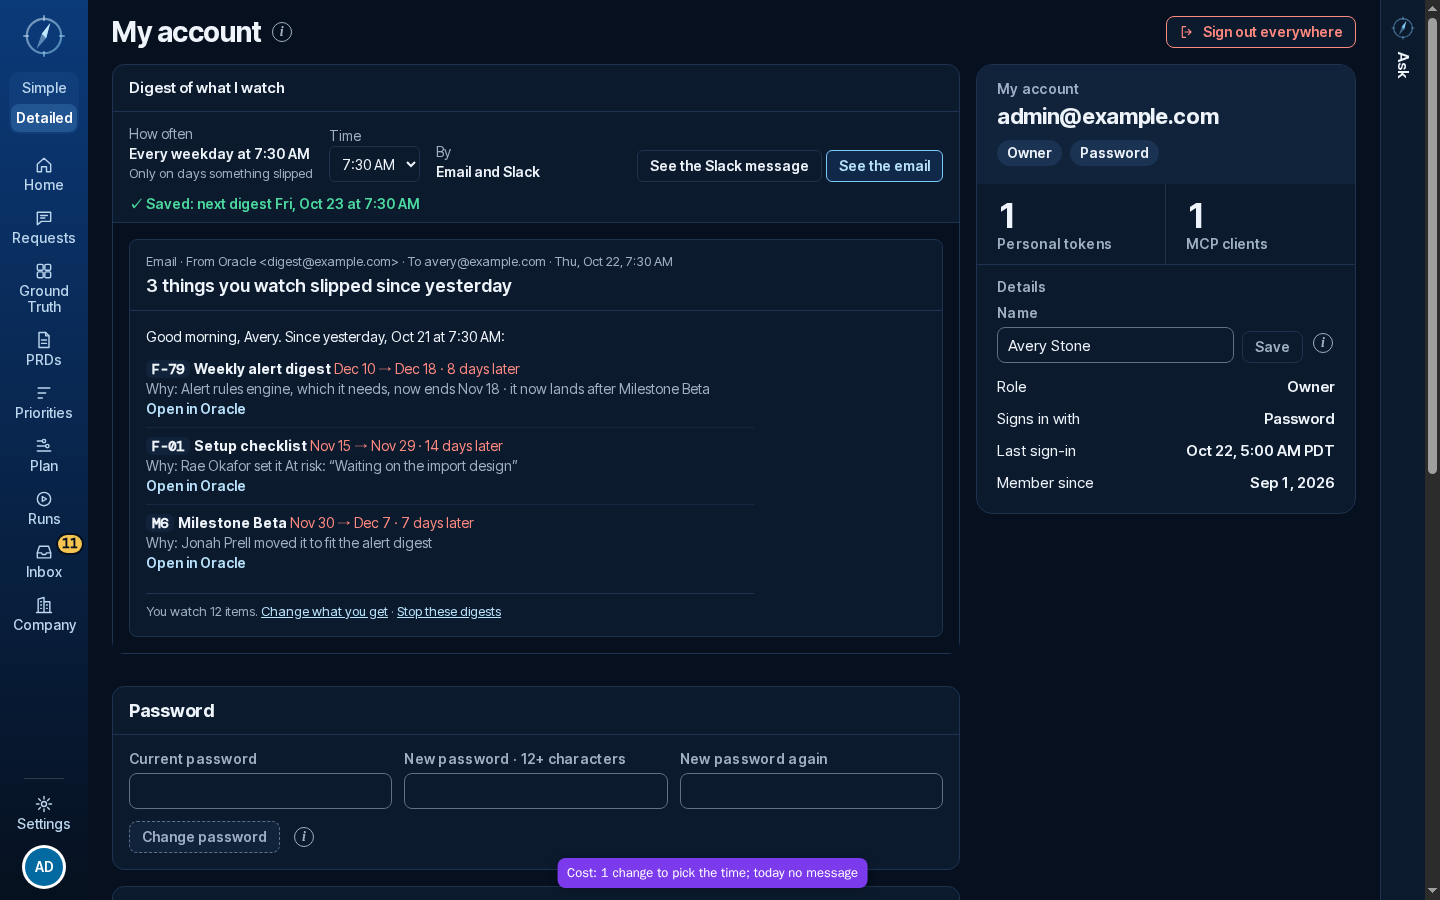 Simple
Detailed
Home
Requests
Ground
Truth
PRDs
Priorities
Plan
Runs
11
Inbox
Company
Settings
AD
My account
i
Sign out everywhere
Digest of what I watch
How often
Every weekday at 7:30 AM
Only on days something slipped
Time
7:30 AM
By
Email and Slack
See the Slack message
See the email
✓ Saved: next digest Fri, Oct 23 at 7:30 AM
Email · From Oracle <digest@example.com> · To avery@example.com · Thu, Oct 22, 7:30 AM
3 things you watch slipped since yesterday
Good morning, Avery. Since yesterday, Oct 21 at 7:30 AM:
F-79 Weekly alert digest Dec 10 → Dec 18 · 8 days later
Why: Alert rules engine, which it needs, now ends Nov 18 · it now lands after Milestone Beta
Open in Oracle
F-01 Setup checklist Nov 15 → Nov 29 · 14 days later
Why: Rae Okafor set it At risk: “Waiting on the import design”
Open in Oracle
M6 Milestone Beta Nov 30 → Dec 7 · 7 days later
Why: Jonah Prell moved it to fit the alert digest
Open in Oracle
You watch 12 items. Change what you get · Stop these digests
Password
Current password
New password · 12+ characters
New password again
Change password
i
Cost: 1 change to pick the time; today no message
My account
admin@example.com
Owner
Password
1
Personal tokens
1
MCP clients
Details
Name
Avery Stone
Save
i
Role Owner
Signs in with Password
Last sign-in Oct 22, 5:00 AM PDT
Member since Sep 1, 2026
Ask